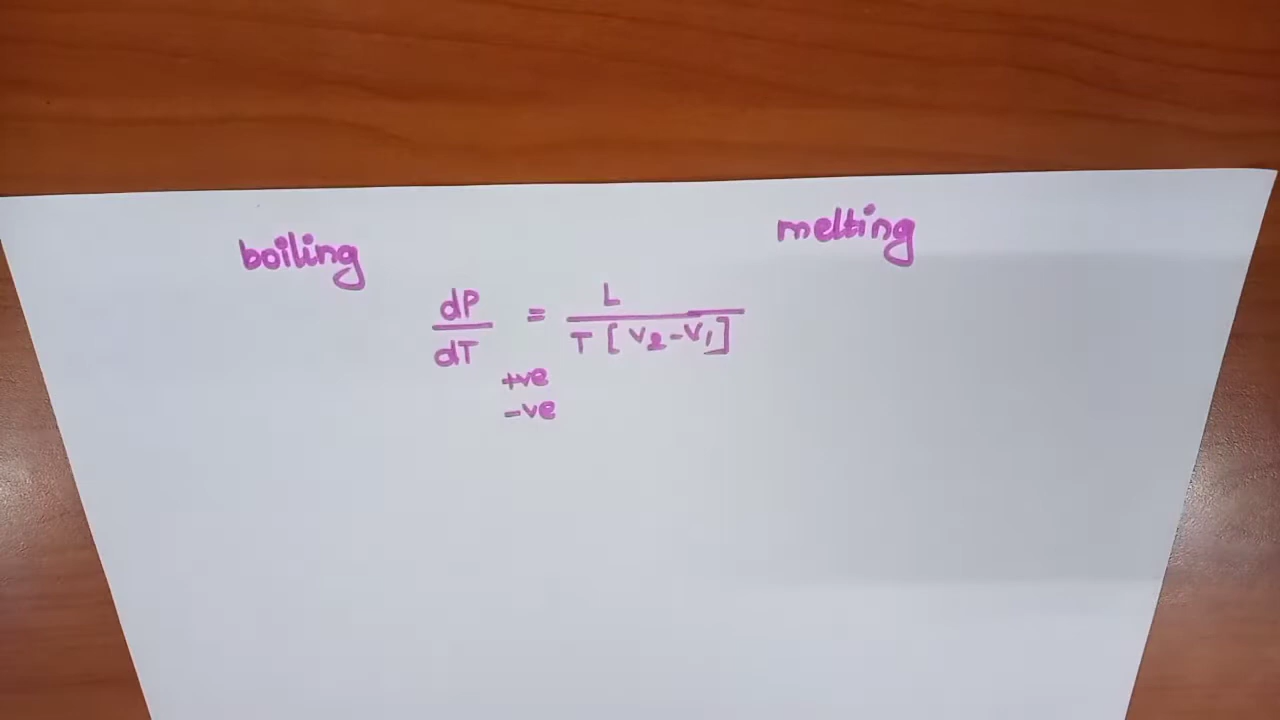 boiling
melting
dP/dT = L/T[V2-V1]
+ve
-ve